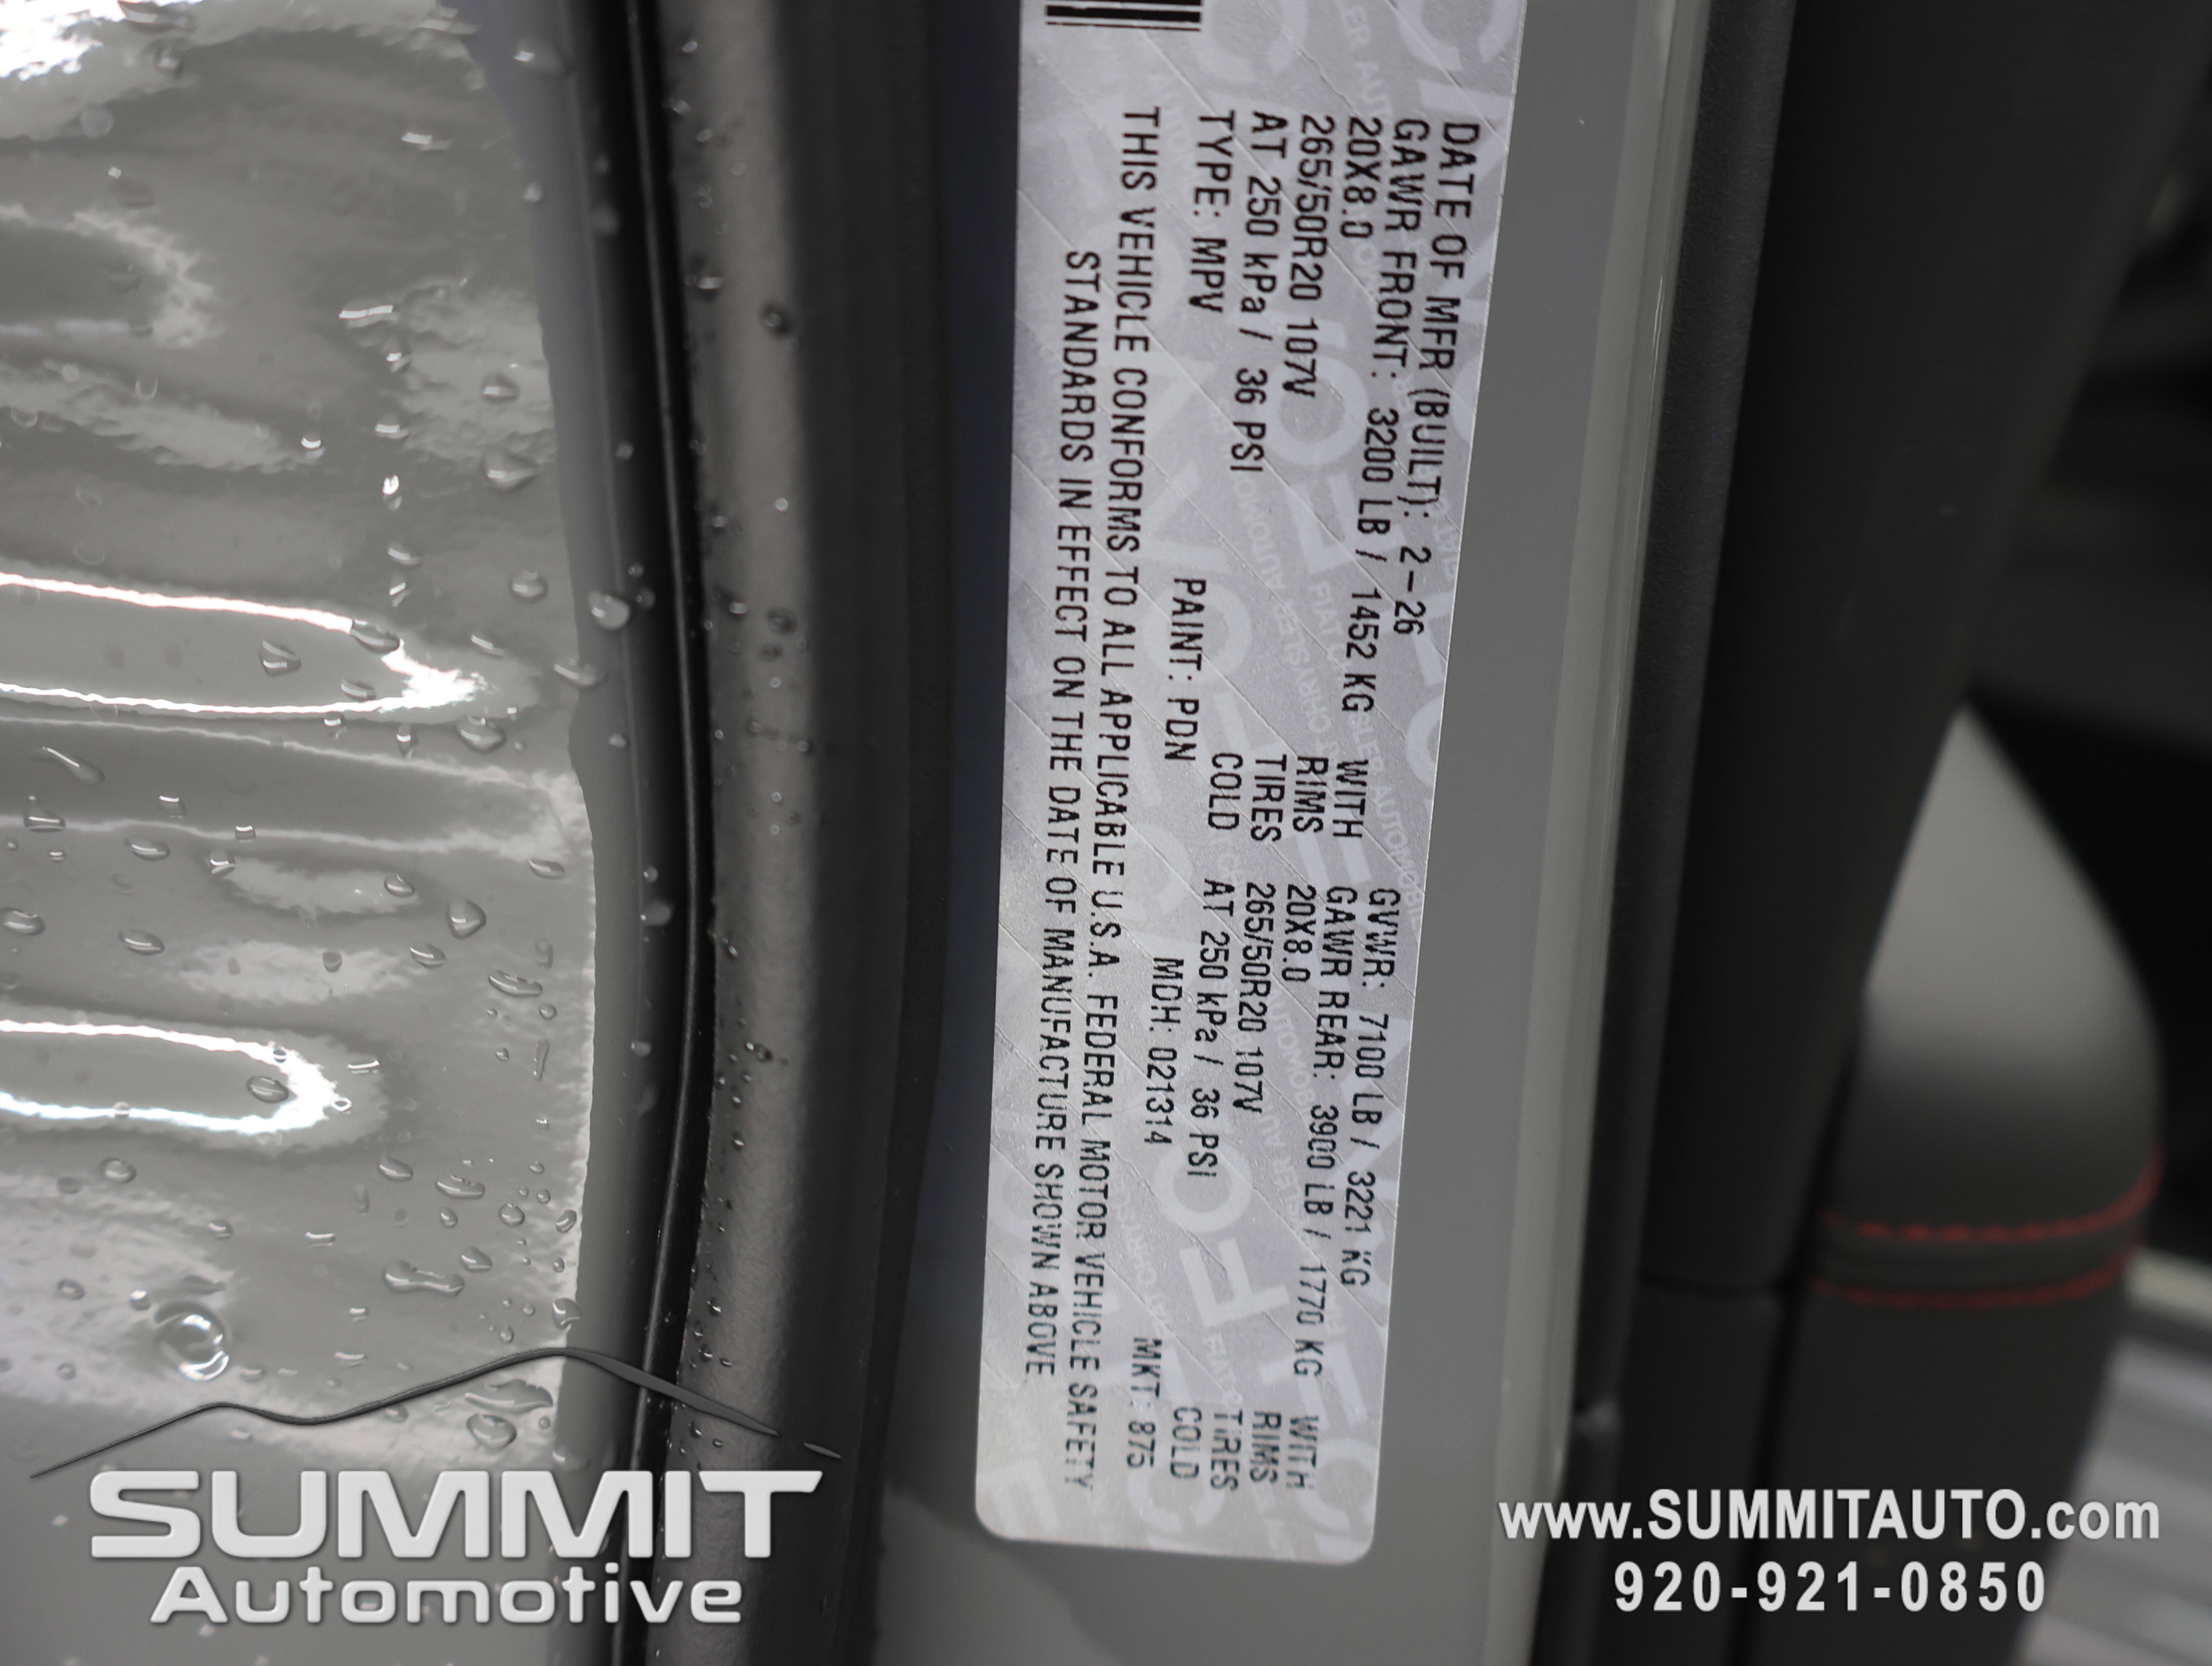 DATE OF MFR (BUILT): 2-26 GVWR: 7100 LB / 3221 KG
GAWR FRONT: 3200 LB / 1452 KG WITH GAWR REAR: 3900 LB / 1770 KG WITH
20X8.0 RIMS 20X8.0 RIMS
265/50R20 107V TIRES 265/50R20 107V TIRES
AT 250 kPa / 36 PSI COLD AT 250 kPa / 36 PSI COLD
TYPE: MPV PAINT: PDN MDH: 021314 MKT: 875
THIS VEHICLE CONFORMS TO ALL APPLICABLE U.S.A. FEDERAL MOTOR VEHICLE SAFETY
STANDARDS IN EFFECT ON THE DATE OF MANUFACTURE SHOWN ABOVE
SUMMIT
Automotive
www.SUMMITAUTO.com
920-921-0850